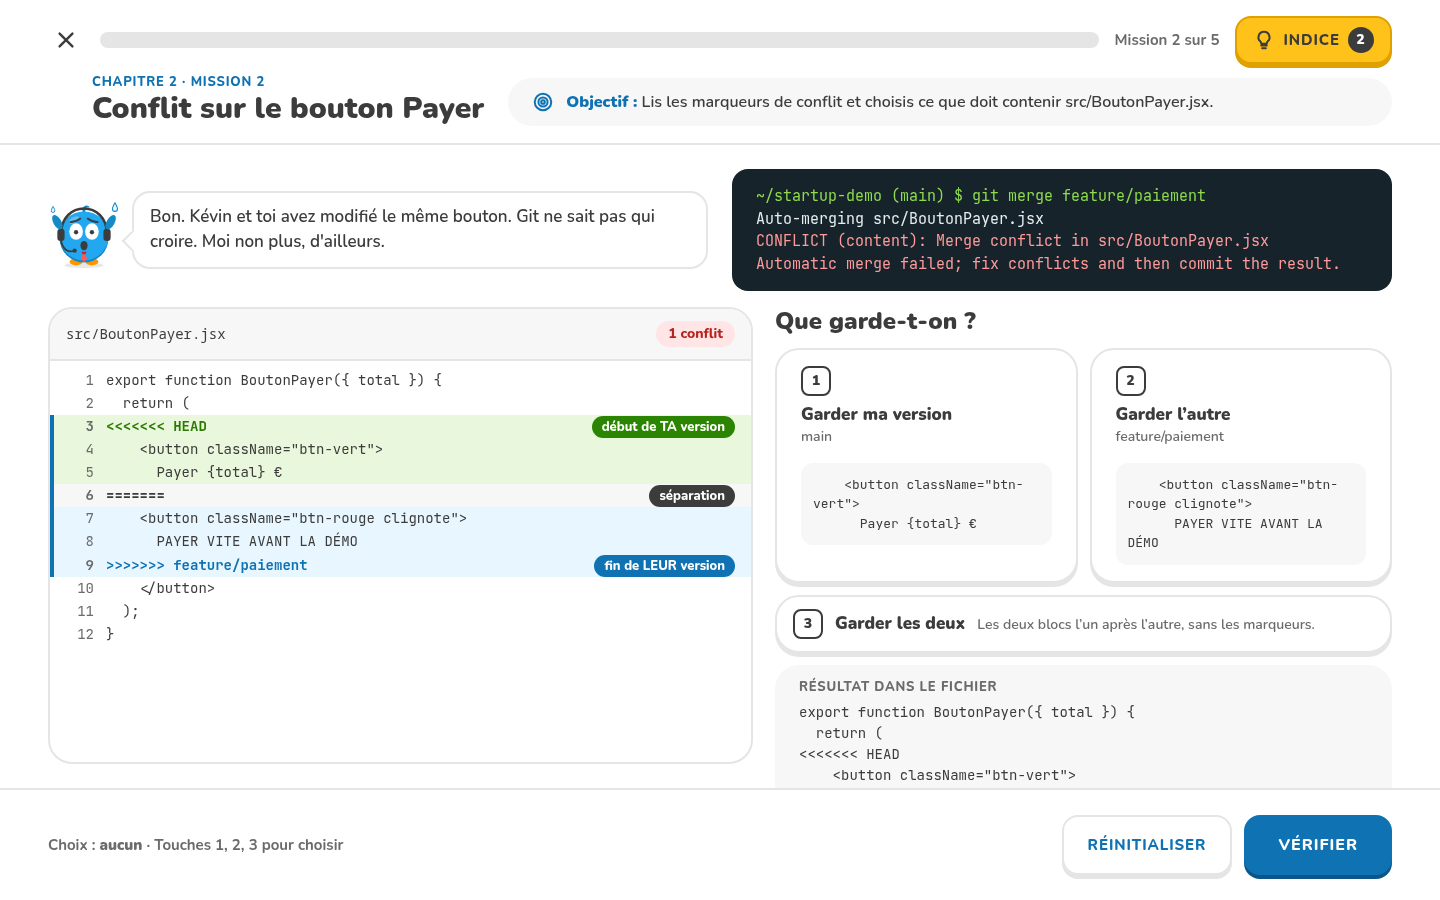 Mission 2 sur 5
INDICE 2
CHAPITRE 2 · MISSION 2
Conflit sur le bouton Payer
Objectif : Lis les marqueurs de conflit et choisis ce que doit contenir src/BoutonPayer.jsx.
Bon. Kévin et toi avez modifié le même bouton. Git ne sait pas qui
croire. Moi non plus, d'ailleurs.
~/startup-demo (main) $ git merge feature/paiement
Auto-merging src/BoutonPayer.jsx
CONFLICT (content): Merge conflict in src/BoutonPayer.jsx
Automatic merge failed; fix conflicts and then commit the result.
src/BoutonPayer.jsx
1 conflit
1 export function BoutonPayer({ total }) {
2   return (
3 <<<<<<< HEAD début de TA version
4     <button className="btn-vert">
5       Payer {total} €
6 ======= séparation
7     <button className="btn-rouge clignote">
8       PAYER VITE AVANT LA DÉMO
9 >>>>>>> feature/paiement fin de LEUR version
10     </button>
11   );
12 }
Que garde-t-on ?
1
Garder ma version
main
    <button className="btn-
vert">
      Payer {total} €
2
Garder l’autre
feature/paiement
    <button className="btn-
rouge clignote">
      PAYER VITE AVANT LA
DÉMO
3 Garder les deux Les deux blocs l’un après l’autre, sans les marqueurs.
RÉSULTAT DANS LE FICHIER
export function BoutonPayer({ total }) {
  return (
<<<<<<< HEAD
    <button className="btn-vert">
Choix : aucun · Touches 1, 2, 3 pour choisir
RÉINITIALISER
VÉRIFIER